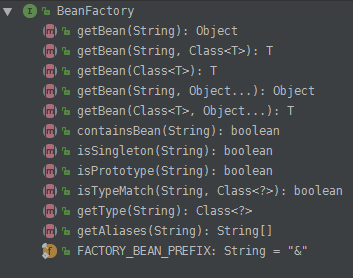 BeanFactory
getBean(String): Object
getBean(String, Class<T>): T
getBean(Class<T>): T
getBean(String, Object...): Object
getBean(Class<T>, Object...): T
containsBean(String): boolean
isSingleton(String): boolean
isPrototype(String): boolean
isTypeMatch(String, Class<?>): boolean
getType(String): Class<?>
getAliases(String): String[]
FACTORY_BEAN_PREFIX: String = "&"